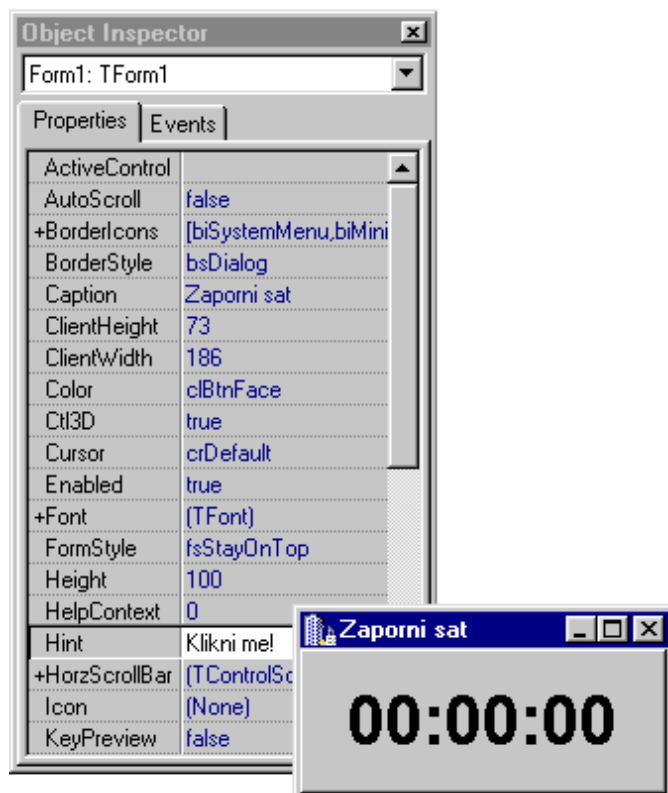 Object Inspector
Form1: TForm1
Properties Events
ActiveControl
AutoScroll false
+BorderIcons [biSystemMenu,biMini
BorderStyle bsDialog
Caption Zaporni sat
ClientHeight 73
ClientWidth 186
Color clBtnFace
Ctl3D true
Cursor crDefault
Enabled true
+Font (TFont)
FormStyle fsStayOnTop
Height 100
HelpContext 0
Hint Klikni me!
+HorzScrollBar (TControlSc
Icon (None)
KeyPreview false
Zaporni sat
00:00:00